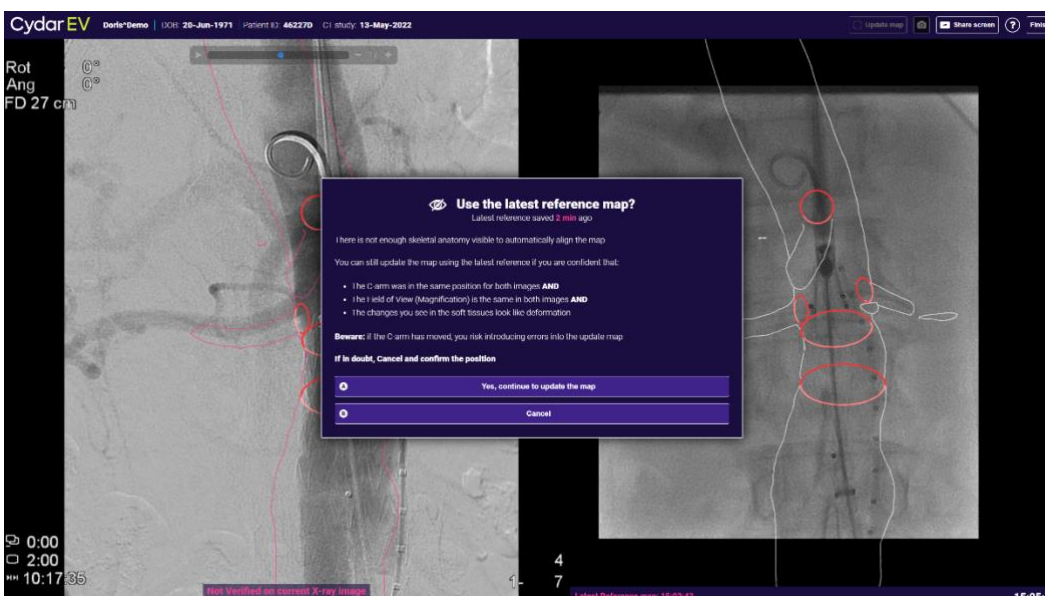 Cydar EV Doris^Demo DOB: 20-Jun-1971 Patient ID: 46227D CT study: 13-May-2022 Update map Share screen ?
Rot 0°
Ang 0°
FD 27 cm
Use the latest reference map?
Latest reference saved 2 min ago
There is not enough skeletal anatomy visible to automatically align the map
You can still update the map using the latest reference if you are confident that:
• The C-arm was in the same position for both images AND
• The Field of View (Magnification) is the same in both images AND
• The changes you see in the soft tissues look like deformation
Beware: if the C-arm has moved, you risk introducing errors into the update map
If in doubt, Cancel and confirm the position
Yes, continue to update the map
Cancel
0:00
2:00
10:17:35
4
1- 7
Not Verified on current X-ray image